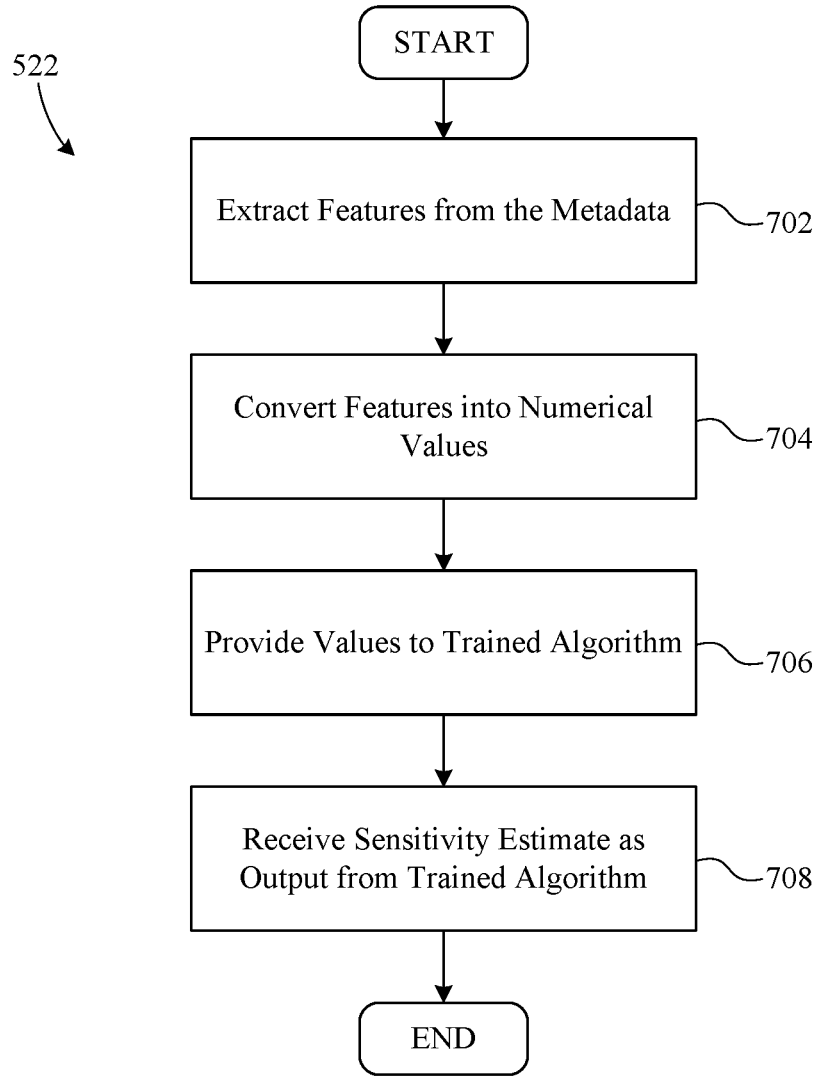 START
522
Extract Features from the Metadata
702
Convert Features into Numerical
Values
704
Provide Values to Trained Algorithm
706
Receive Sensitivity Estimate as
Output from Trained Algorithm
708
END